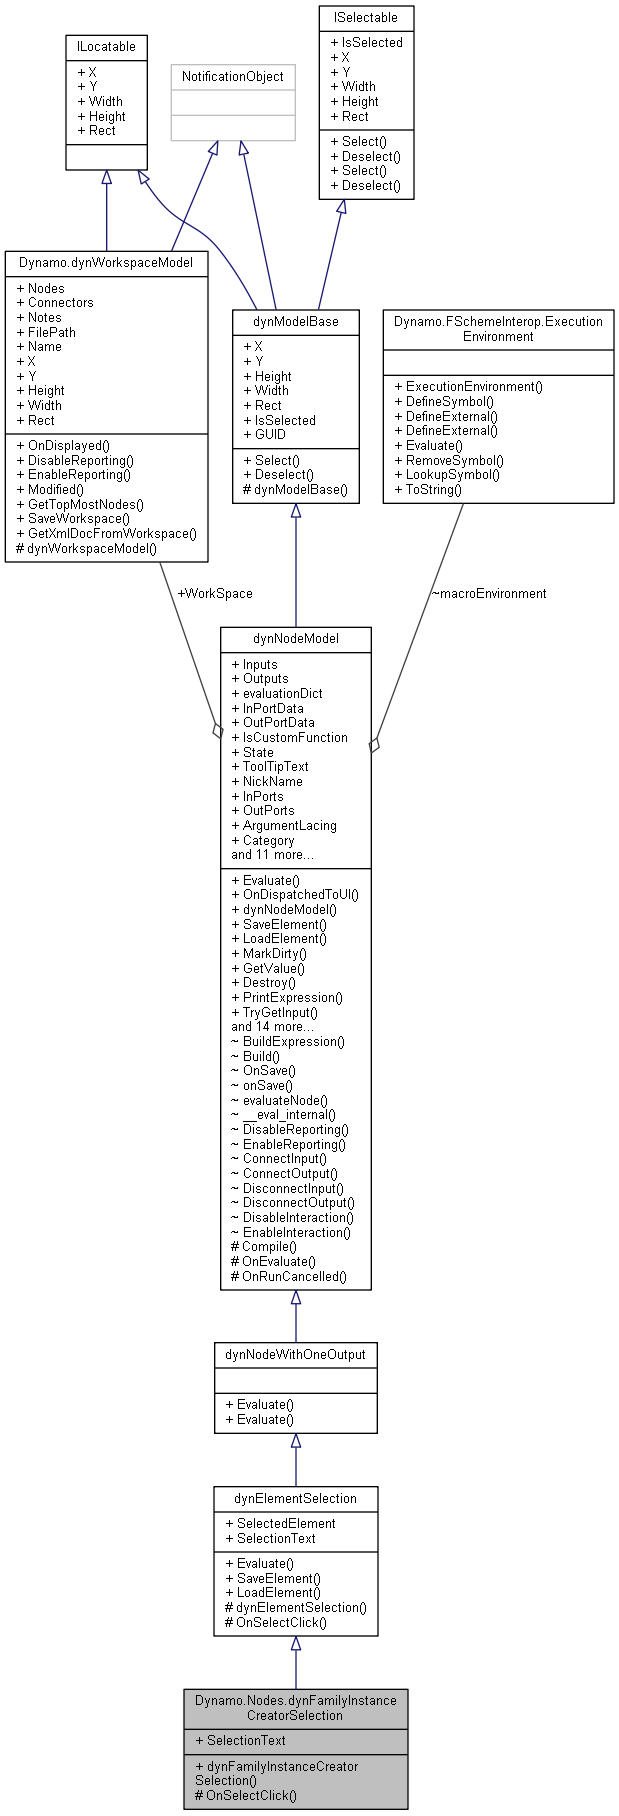 ILocatable
+ X
+ Y
+ Width
+ Height
+ Rect
NotificationObject
ISelectable
+ IsSelected
+ X
+ Y
+ Width
+ Height
+ Rect
+ Select()
+ Deselect()
+ Select()
+ Deselect()
Dynamo.dynWorkspaceModel
+ Nodes
+ Connectors
+ Notes
+ FilePath
+ Name
+ X
+ Y
+ Height
+ Width
+ Rect
+ OnDisplayed()
+ DisableReporting()
+ EnableReporting()
+ Modified()
+ GetTopMostNodes()
+ SaveWorkspace()
+ GetXmlDocFromWorkspace()
# dynWorkspaceModel()
dynModelBase
+ X
+ Y
+ Height
+ Width
+ Rect
+ IsSelected
+ GUID
+ Select()
+ Deselect()
# dynModelBase()
Dynamo.FSchemeInterop.Execution
Environment
+ ExecutionEnvironment()
+ DefineSymbol()
+ DefineExternal()
+ DefineExternal()
+ Evaluate()
+ RemoveSymbol()
+ LookupSymbol()
+ ToString()
+WorkSpace
~macroEnvironment
dynNodeModel
+ Inputs
+ Outputs
+ evaluationDict
+ InPortData
+ OutPortData
+ IsCustomFunction
+ State
+ ToolTipText
+ NickName
+ InPorts
+ OutPorts
+ ArgumentLacing
+ Category
and 11 more...
+ Evaluate()
+ OnDispatchedToUI()
+ dynNodeModel()
+ SaveElement()
+ LoadElement()
+ MarkDirty()
+ GetValue()
+ Destroy()
+ PrintExpression()
+ TryGetInput()
and 14 more...
~ BuildExpression()
~ Build()
~ OnSave()
~ onSave()
~ evaluateNode()
~ __eval_internal()
~ DisableReporting()
~ EnableReporting()
~ ConnectInput()
~ ConnectOutput()
~ DisconnectInput()
~ DisconnectOutput()
~ DisableInteraction()
~ EnableInteraction()
# Compile()
# OnEvaluate()
# OnRunCancelled()
dynNodeWithOneOutput
+ Evaluate()
+ Evaluate()
dynElementSelection
+ SelectedElement
+ SelectionText
+ Evaluate()
+ SaveElement()
+ LoadElement()
# dynElementSelection()
# OnSelectClick()
Dynamo.Nodes.dynFamilyInstance
CreatorSelection
+ SelectionText
+ dynFamilyInstanceCreator
Selection()
# OnSelectClick()